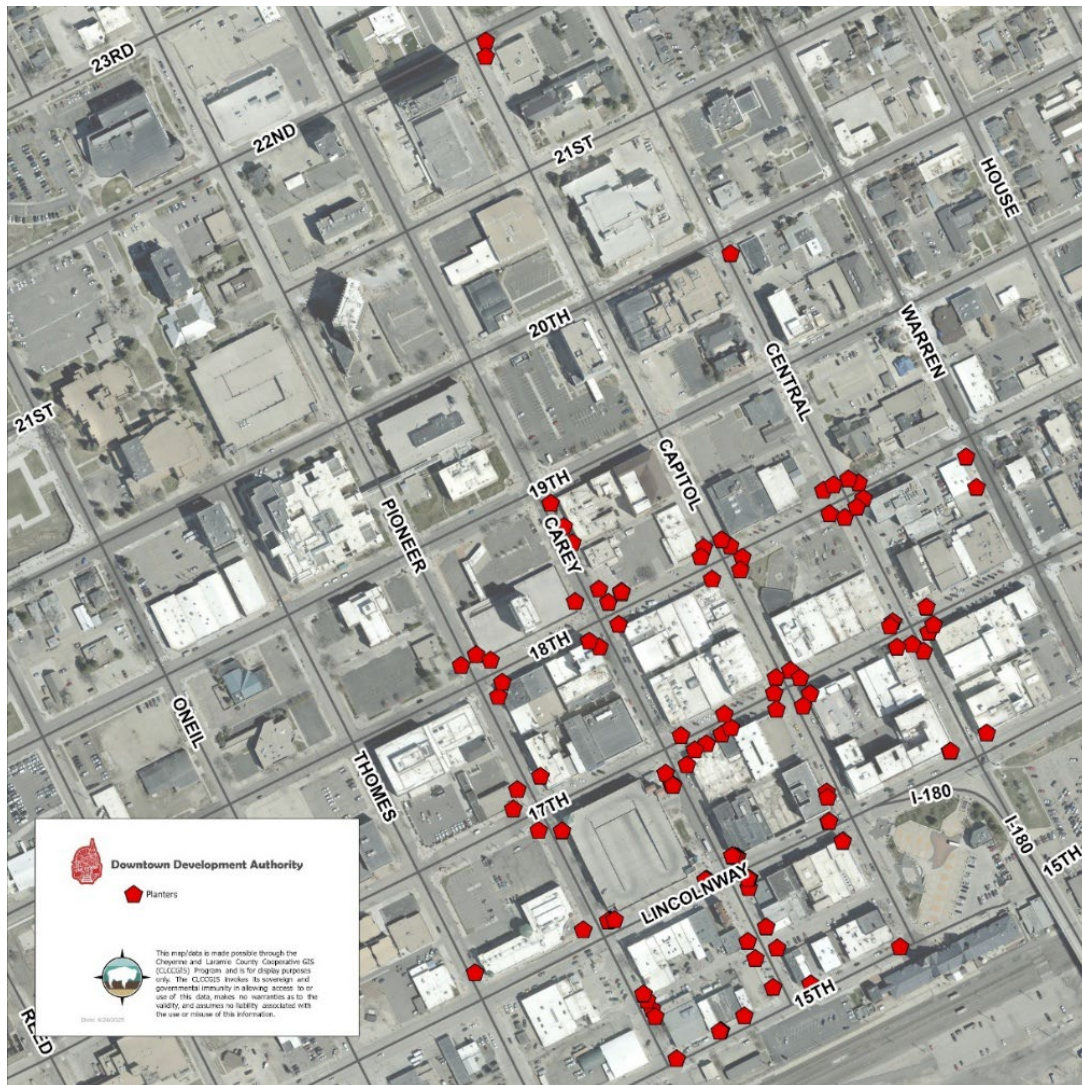 23RD
22ND
21ST
HOUSE
20TH
WARREN
CENTRAL
21ST
CAPITOL
19TH
CAREY
PIONEER
18TH
ONEIL
THOMES
17TH
I-180
I-180
15TH
LINCOLNWAY
15TH
REED
Downtown Development Authority
Planters
This map/data is made possible through the
Cheyenne and Laramie County Cooperative GIS
(CLCCGIS) Program and is for display purposes
only. The CLCCGIS invokes its sovereign and
governmental immunity in allowing access to or
use of this data, makes no warranties as to the
validity, and assumes no liability associated with
the use or misuse of this information.